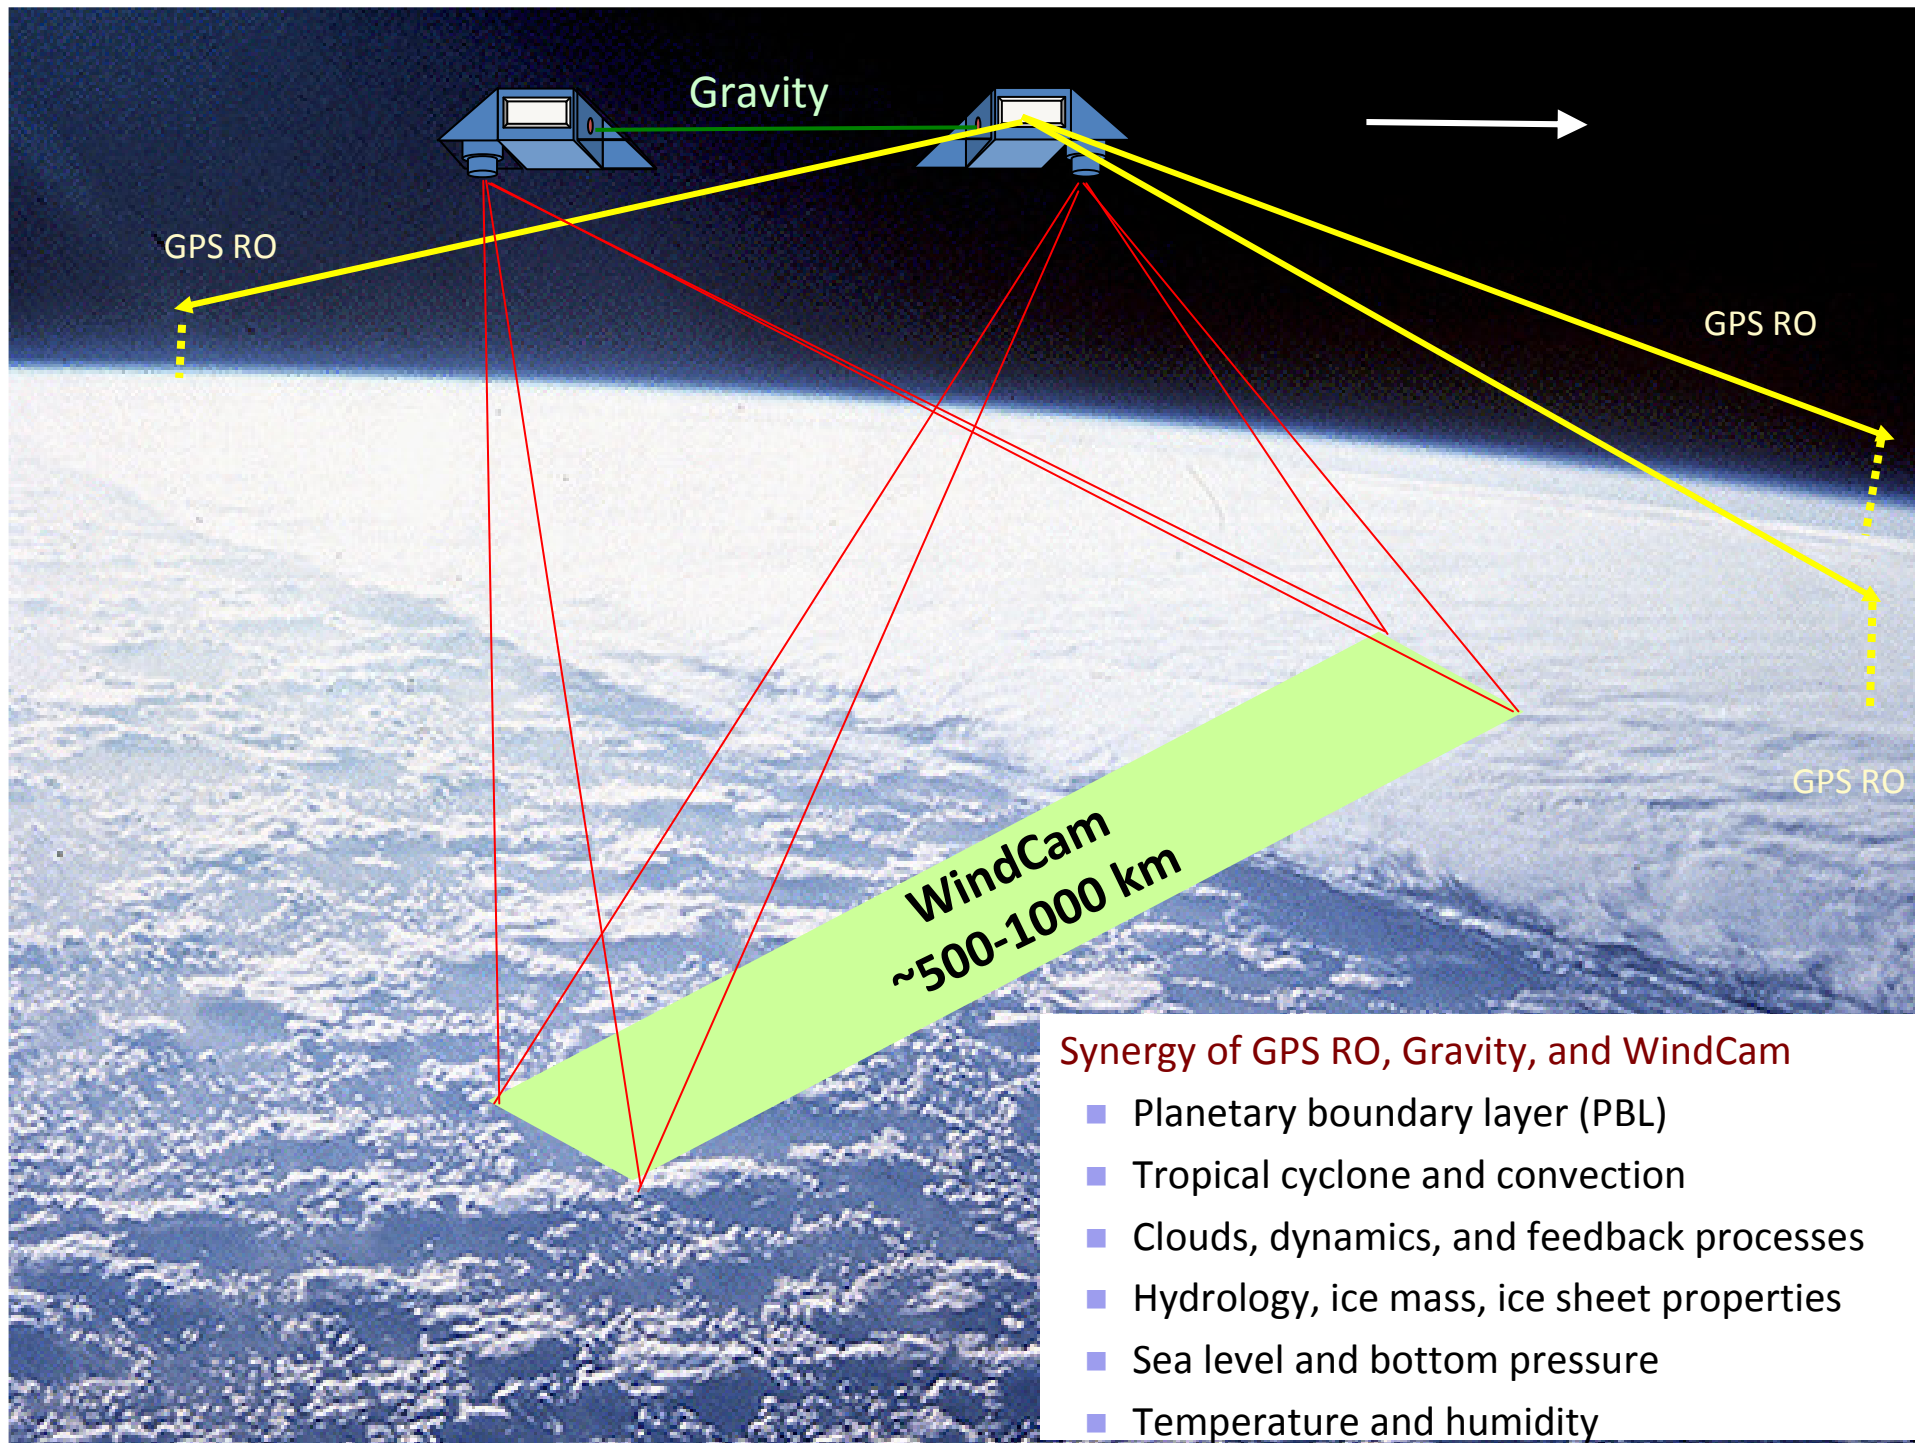 Gravity
GPS RO
GPS RO
GPS RO
WindCam
~500-1000 km
Synergy of GPS RO, Gravity, and WindCam
Planetary boundary layer (PBL)
Tropical cyclone and convection
Clouds, dynamics, and feedback processes
Hydrology, ice mass, ice sheet properties
Sea level and bottom pressure
Temperature and humidity